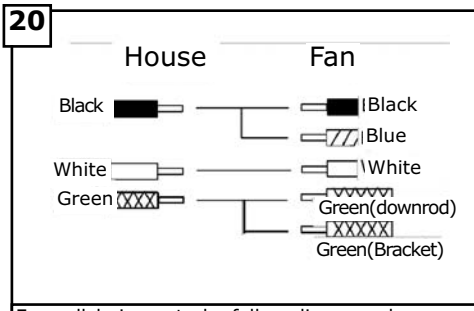 20
House Fan
Black Black
Blue
White White
Green Green(downrod)
Green(Bracket)